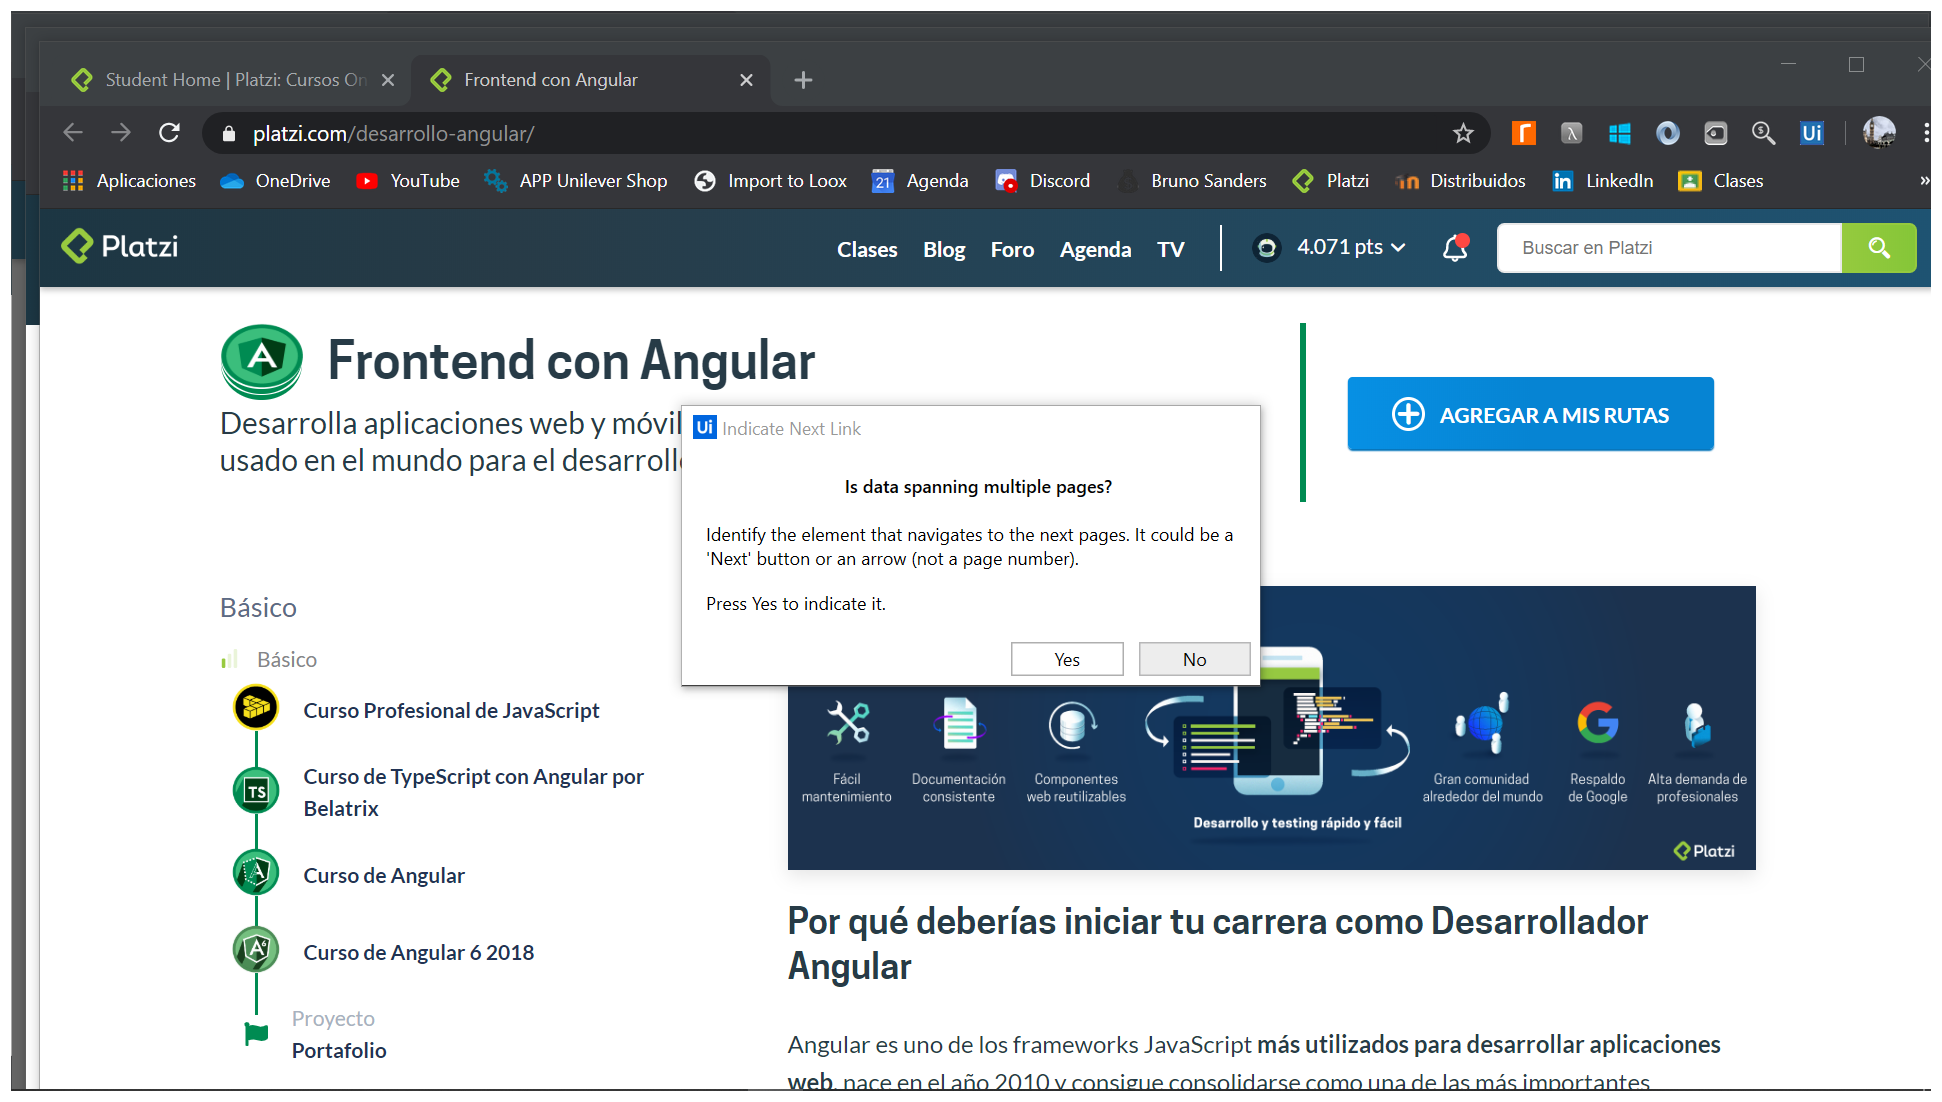 Student Home | Platzi: Cursos On
Frontend con Angular
platzi.com/desarrollo-angular/
Ui
Aplicaciones
OneDrive
YouTube
APP Unilever Shop
Import to Loox
21
Agenda
Discord
Bruno Sanders
Platzi
Distribuidos
in
LinkedIn
Clases
»
Platzi
Clases
Blog
Foro
Agenda
TV
4.071 pts
Buscar en Platzi
Frontend con Angular
Desarrolla aplicaciones web y móvil
usado en el mundo para el desarroll
AGREGAR A MIS RUTAS
Ui Indicate Next Link
Is data spanning multiple pages?
Identify the element that navigates to the next pages. It could be a
'Next' button or an arrow (not a page number).
Press Yes to indicate it.
Yes
No
Básico
Básico
Curso Profesional de JavaScript
TS
Curso de TypeScript con Angular por
Belatrix
Curso de Angular
Curso de Angular 6 2018
Proyecto
Portafolio
Fácil
mantenimiento
Documentación
consistente
Componentes
web reutilizables
Desarrollo y testing rápido y fácil
Gran comunidad
alrededor del mundo
Respaldo
de Google
Alta demanda de
profesionales
Platzi
Por qué deberías iniciar tu carrera como Desarrollador
Angular
Angular es uno de los frameworks JavaScript más utilizados para desarrollar aplicaciones
web, nace en el año 2010 y consigue consolidarse como una de las más importantes